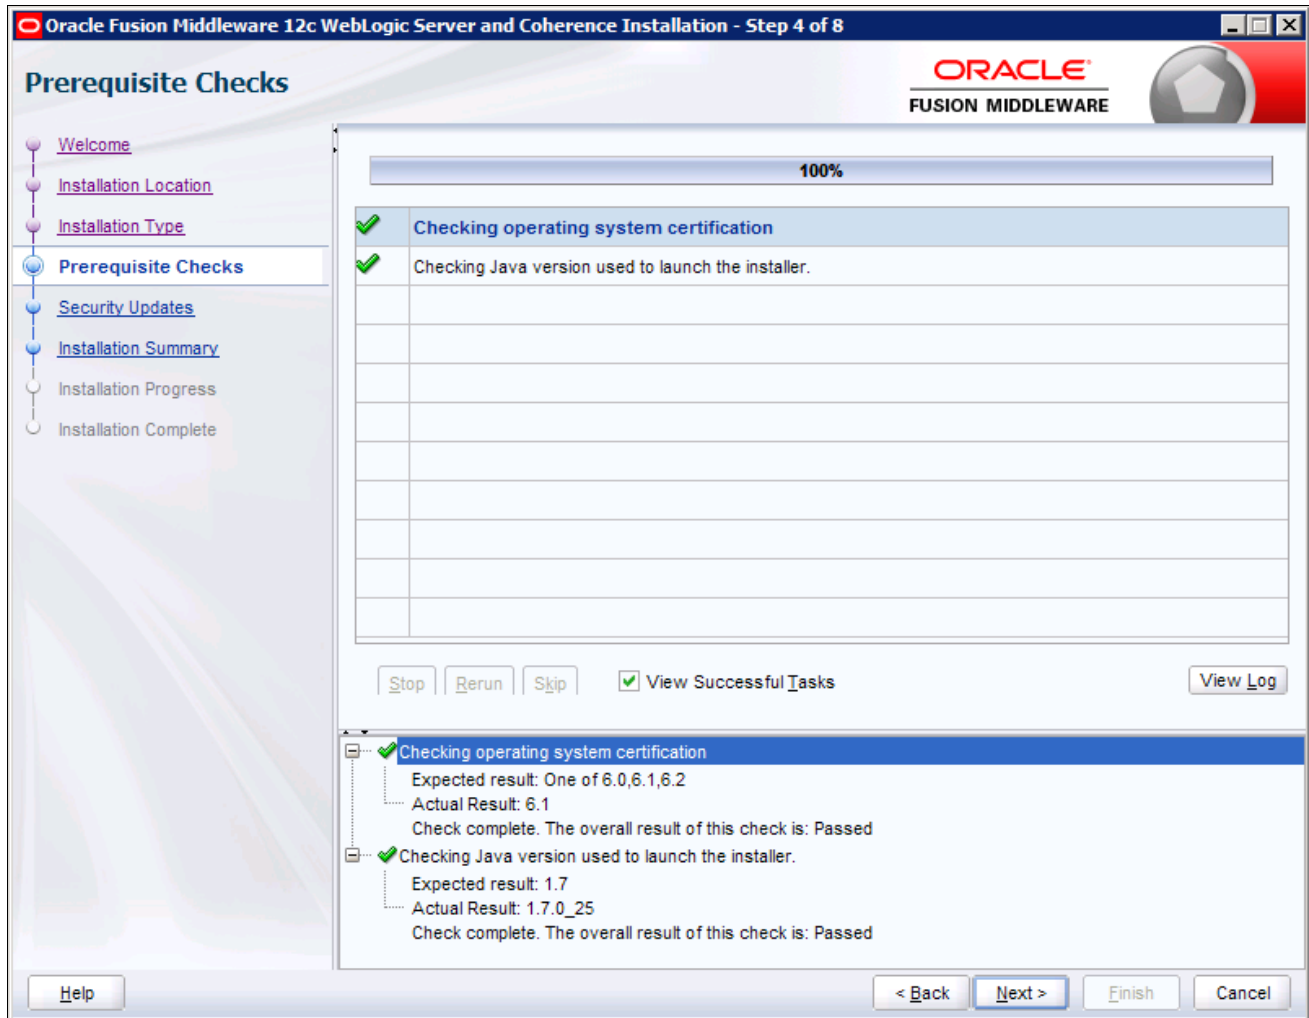 Oracle Fusion Middleware 12c WebLogic Server and Coherence Installation - Step 4 of 8
Prerequisite Checks
ORACLE
FUSION MIDDLEWARE
Welcome
Installation Location
Installation Type
Prerequisite Checks
Security Updates
Installation Summary
Installation Progress
Installation Complete
100%
Checking operating system certification
Checking Java version used to launch the installer.
Stop Rerun Skip View Successful Tasks View Log
Checking operating system certification
Expected result: One of 6.0,6.1,6.2
Actual Result: 6.1
Check complete. The overall result of this check is: Passed
Checking Java version used to launch the installer.
Expected result: 1.7
Actual Result: 1.7.0_25
Check complete. The overall result of this check is: Passed
Help < Back Next > Finish Cancel